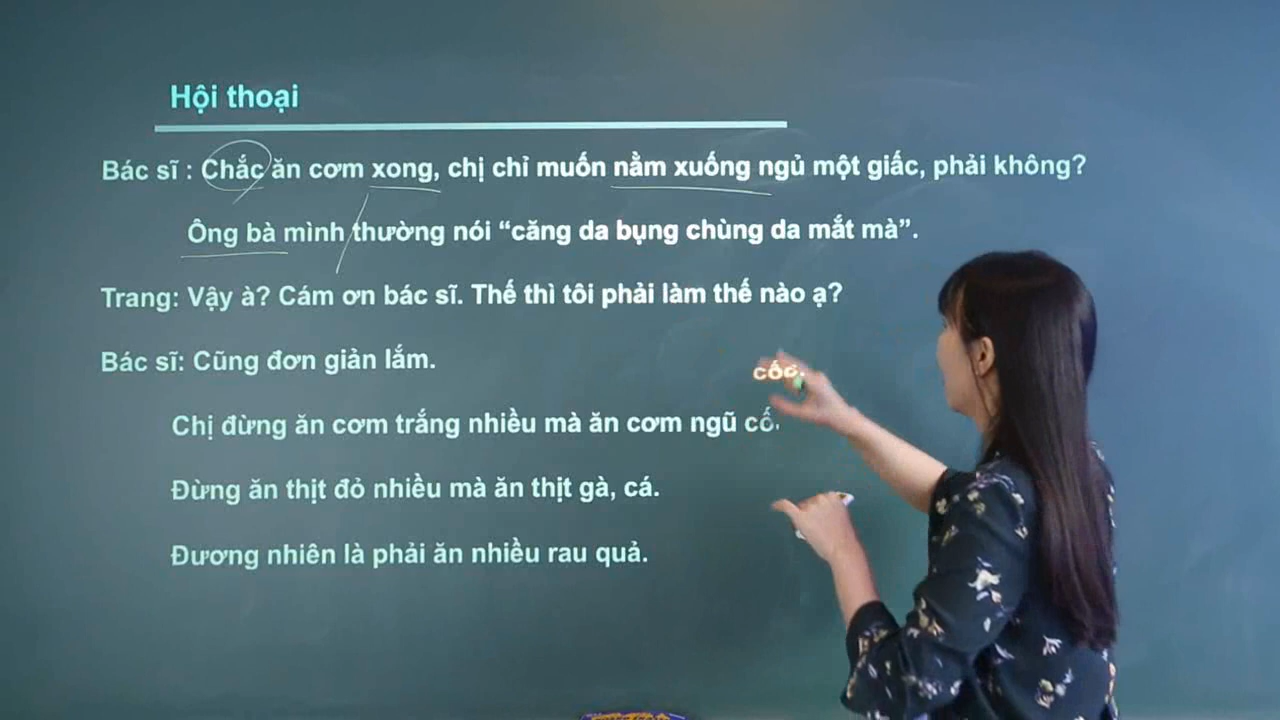 Hội thoại
Bác sĩ : Chắc ăn cơm xong, chị chỉ muốn nằm xuống ngủ một giấc, phải không?
Ông bà mình thường nói “căng da bụng chùng da mắt mà”.
Trang: Vậy à? Cám ơn bác sĩ. Thế thì tôi phải làm thế nào ạ?
Bác sĩ: Cũng đơn giản lắm.
Chị đừng ăn cơm trắng nhiều mà ăn cơm ngũ cốc.
Đừng ăn thịt đỏ nhiều mà ăn thịt gà, cá.
Đương nhiên là phải ăn nhiều rau quả.